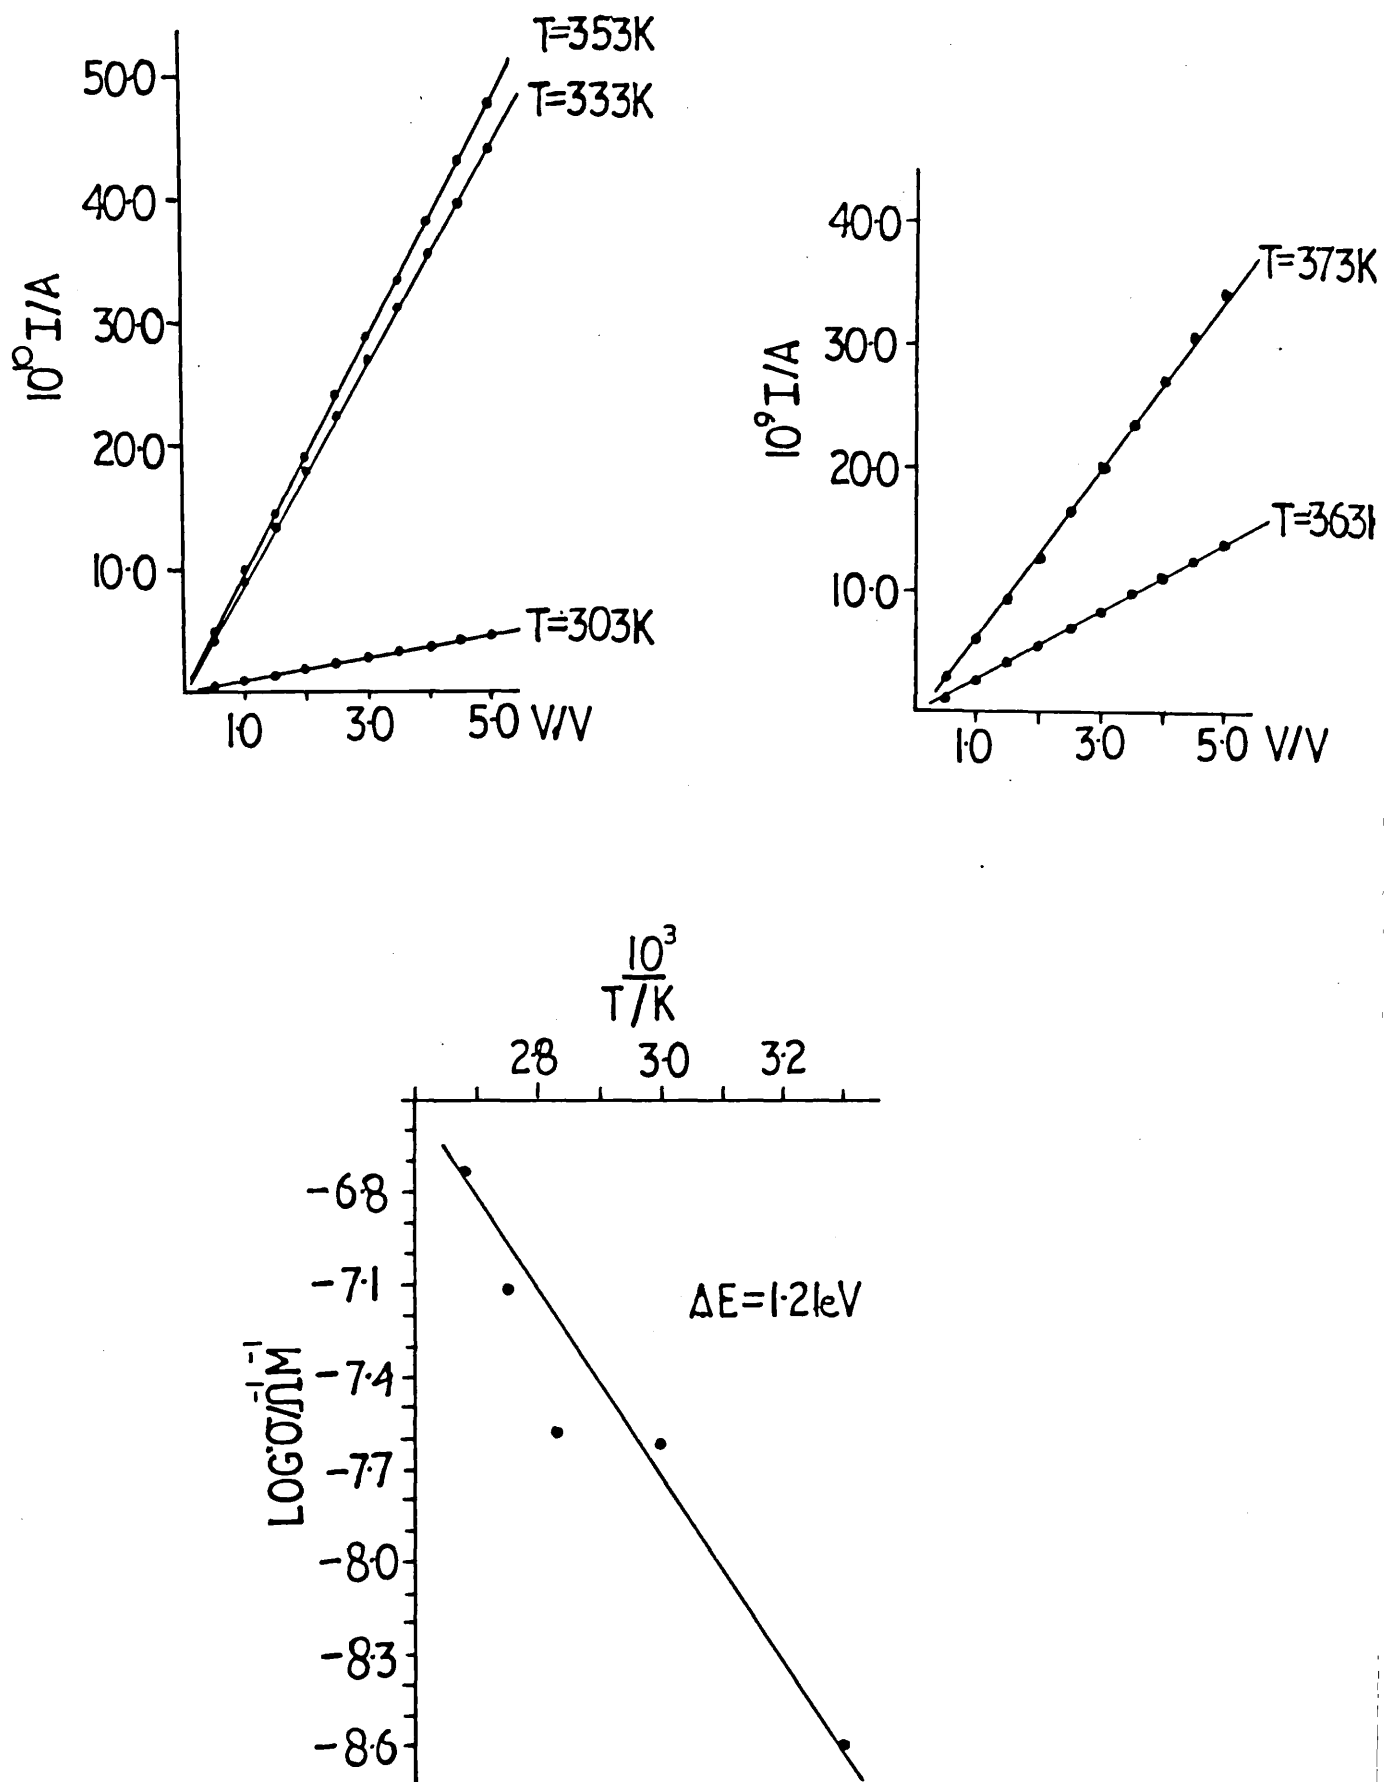 T=353K
T=333K
50·0
40·0
30·0
20·0
10·0
10¹⁰ I/A
T=303K
1·0 3·0 5·0 V/V
40·0
30·0
20·0
10·0
10⁹ I/A
T=373K
T=363K
1·0 3·0 5·0 V/V
10³
T/K
2·8 3·0 3·2
-6·8
-7·1
-7·4
-7·7
-8·0
-8·3
-8·6
LOG σ/Ω⁻¹M⁻¹
ΔE=1·21eV